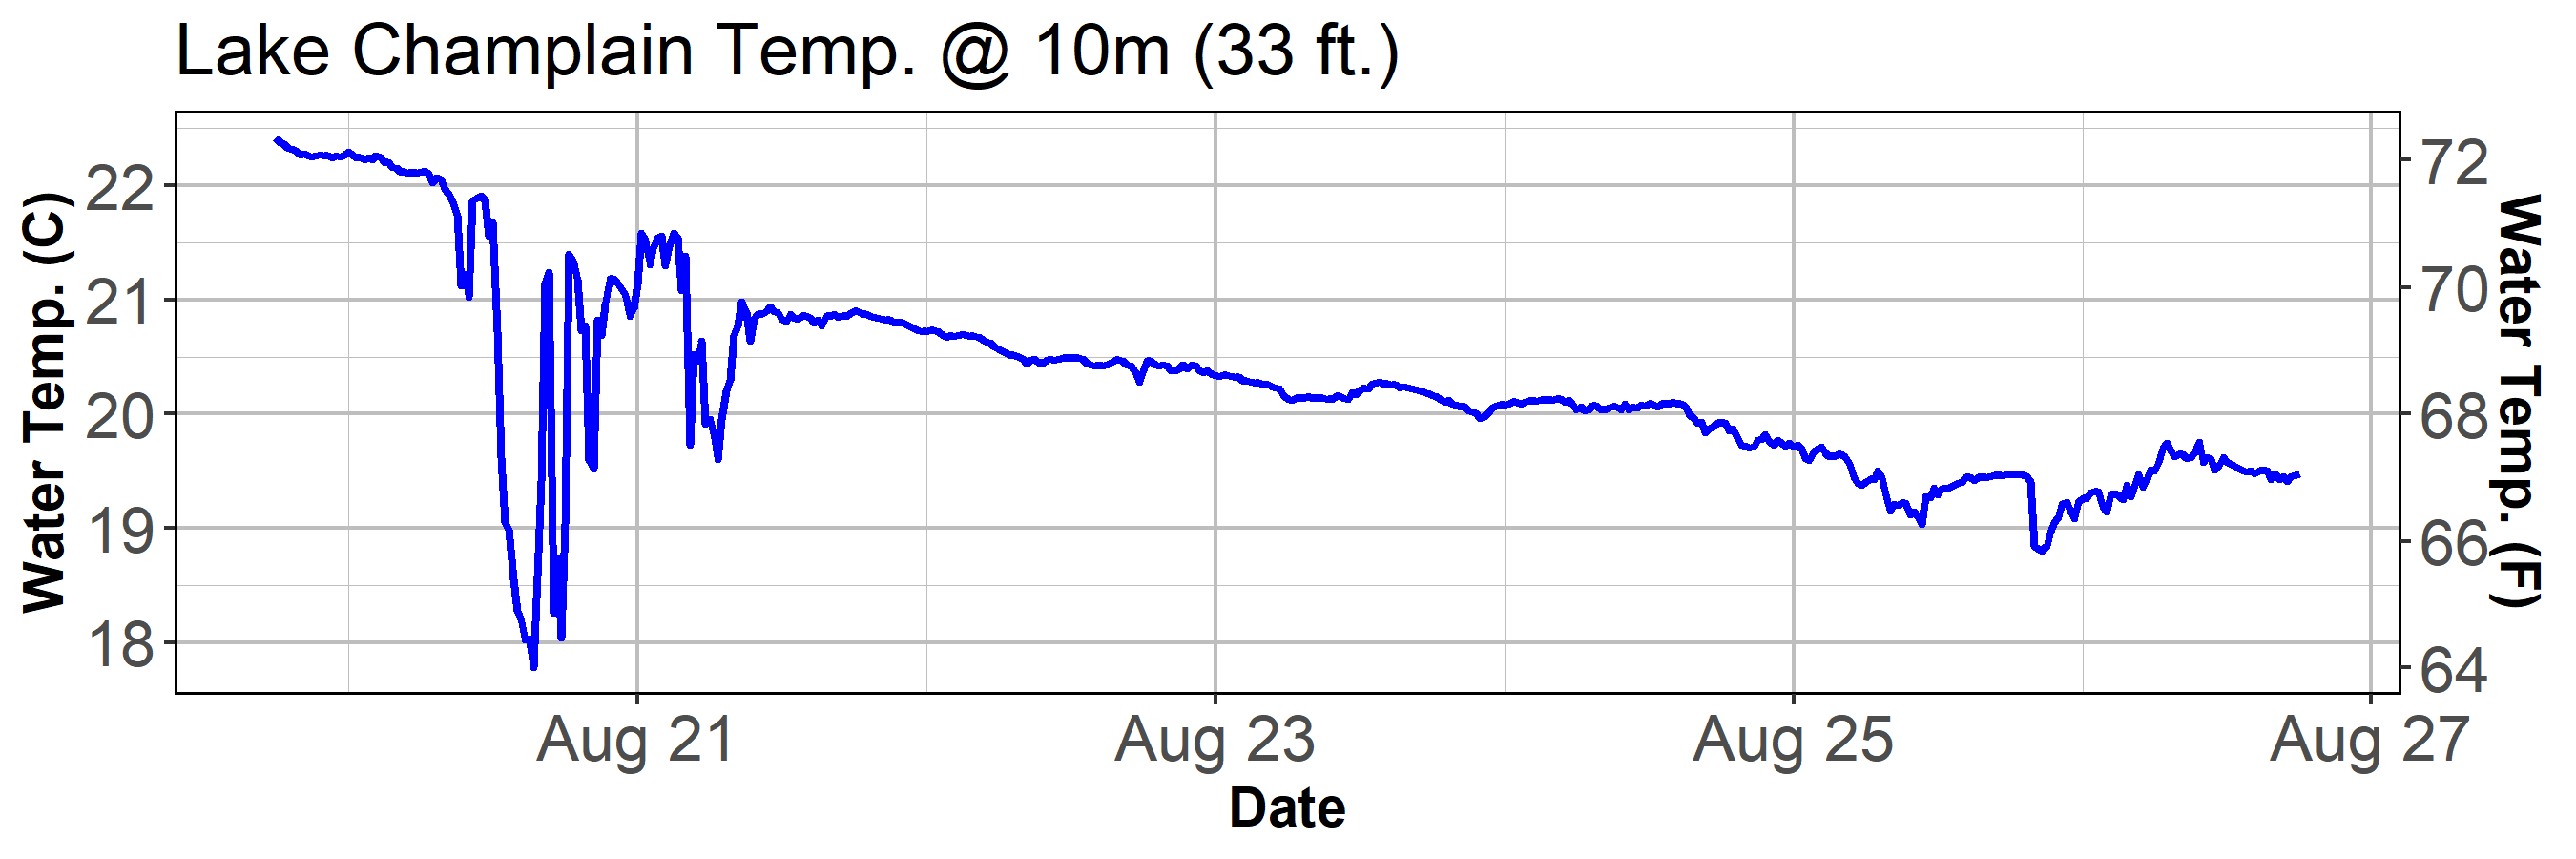 Lake Champlain Temp. @ 10m (33 ft.)
Water Temp. (C)
22
21
20
19
18
72
70
68
66
64
Water Temp. (F)
Aug 21
Aug 23
Aug 25
Aug 27
Date